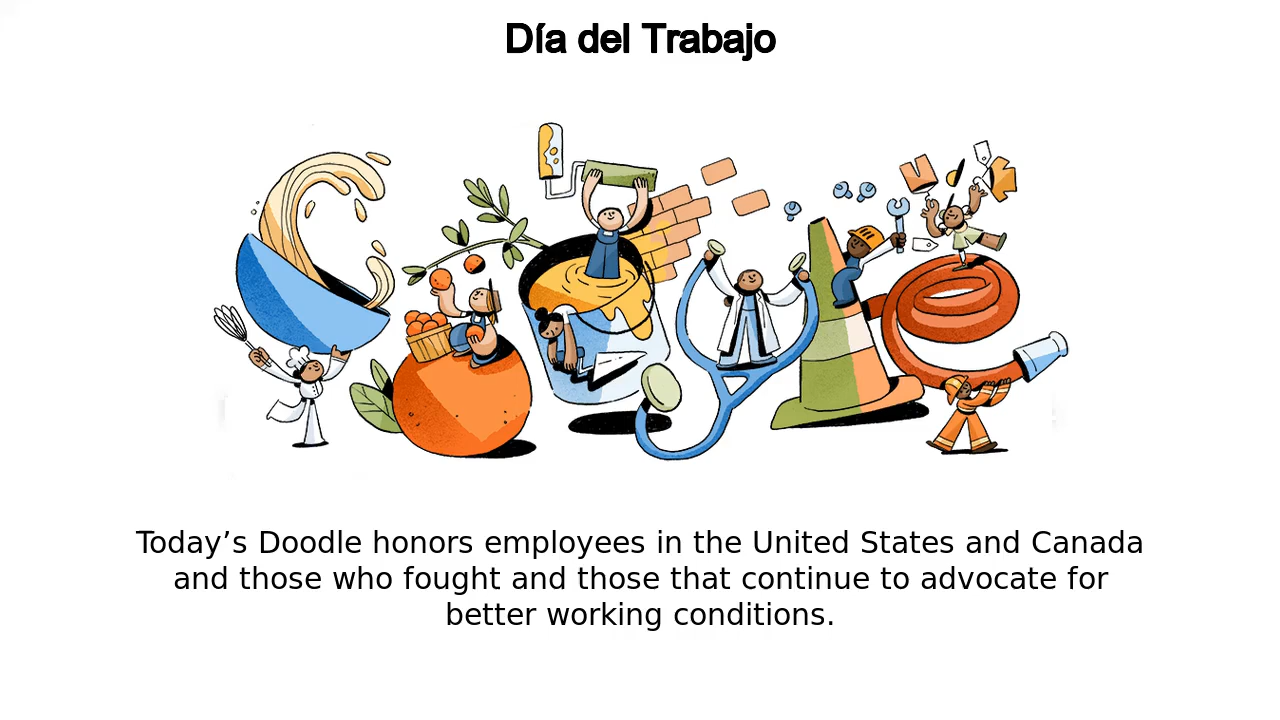 Día del Trabajo
Google
Today’s Doodle honors employees in the United States and Canada
and those who fought and those that continue to advocate for
better working conditions.